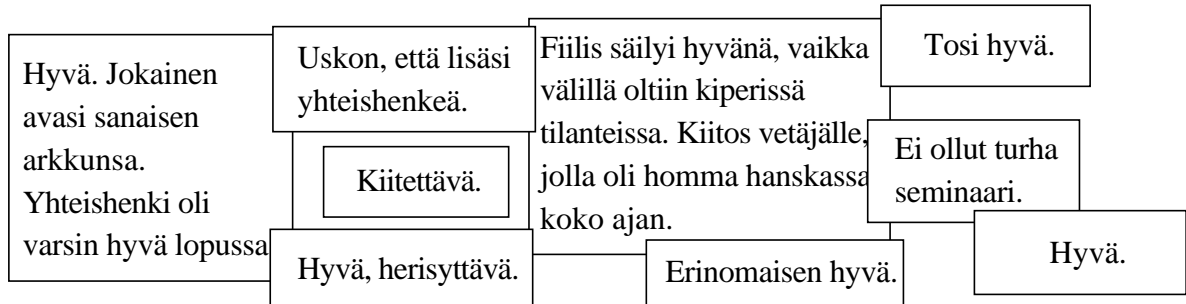 Hyvä. Jokainen
avasi sanaisen
arkkunsa.
Yhteishenki oli
varsin hyvä lopussa
Uskon, että lisäsi
yhteishenkeä.
Kiitettävä.
Hyvä, herisyttävä.
Fiilis säilyi hyvänä, vaikka
välillä oltiin kiperissä
tilanteissa. Kiitos vetäjälle,
jolla oli homma hanskassa
koko ajan.
Erinomaisen hyvä.
Tosi hyvä.
Ei ollut turha
seminaari.
Hyvä.